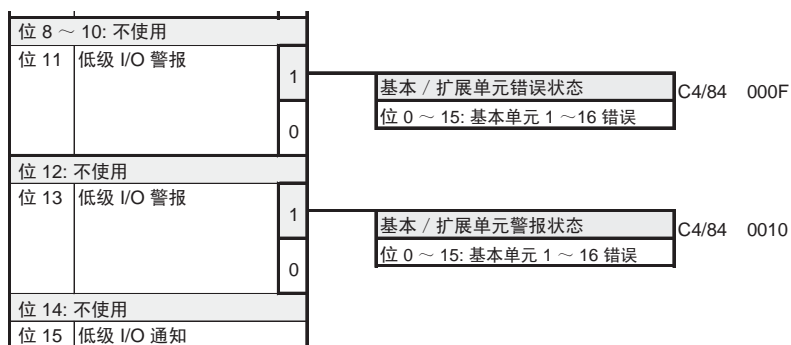 位 8 ～ 10: 不使用
位 11 低级 I/O 警报
1
基本 / 扩展单元错误状态 C4/84 000F
位 0 ～ 15: 基本单元 1 ～16 错误
0
位 12: 不使用
位 13 低级 I/O 警报
1
基本 / 扩展单元警报状态 C4/84 0010
位 0 ～ 15: 基本单元 1 ～ 16 错误
0
位 14: 不使用
位 15 低级 I/O 通知